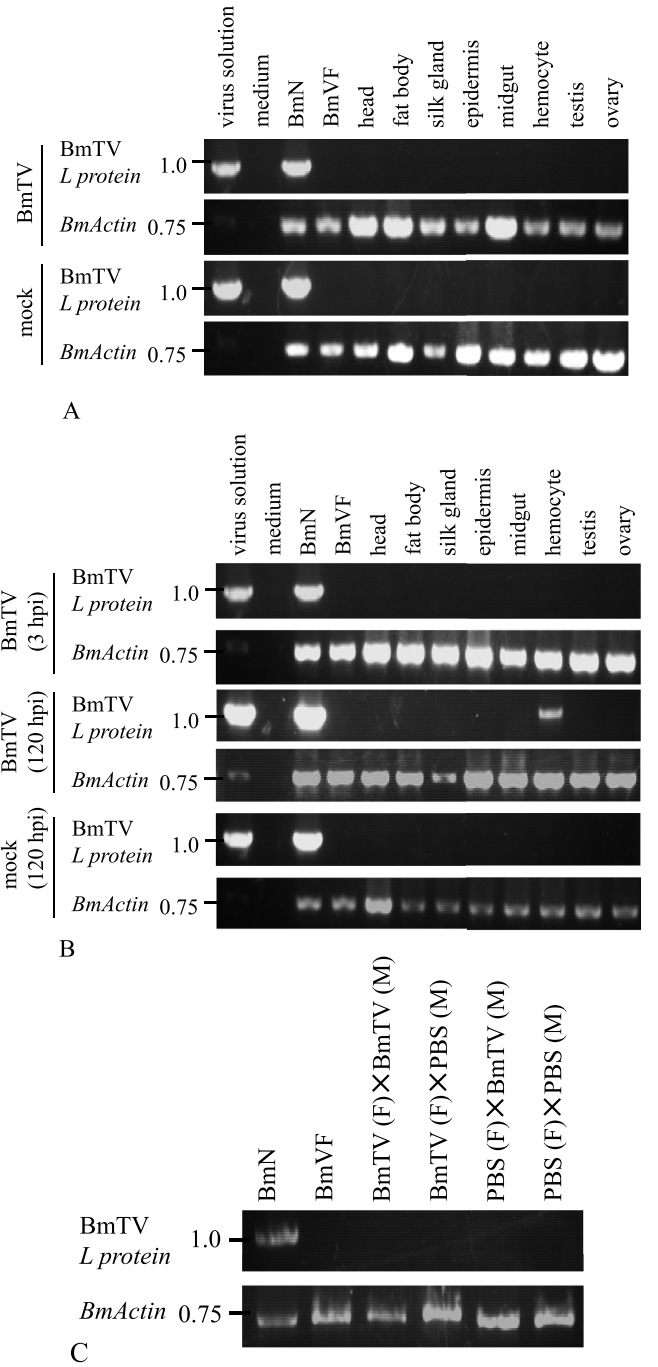 virus solution
medium
BmN
BmVF
head
fat body
silk gland
epidermis
midgut
hemocyte
testis
ovary
BmTV
BmTV
L protein 1.0
BmActin 0.75
mock
BmTV
L protein 1.0
BmActin 0.75
A
virus solution
medium
BmN
BmVF
head
fat body
silk gland
epidermis
midgut
hemocyte
testis
ovary
BmTV
(3 hpi)
BmTV
L protein 1.0
BmActin 0.75
BmTV
(120 hpi)
BmTV
L protein 1.0
BmActin 0.75
mock
(120 hpi)
BmTV
L protein 1.0
BmActin 0.75
B
BmN
BmVF
BmTV (F)×BmTV (M)
BmTV (F)×PBS (M)
PBS (F)×BmTV (M)
PBS (F)×PBS (M)
BmTV
L protein 1.0
BmActin 0.75
C